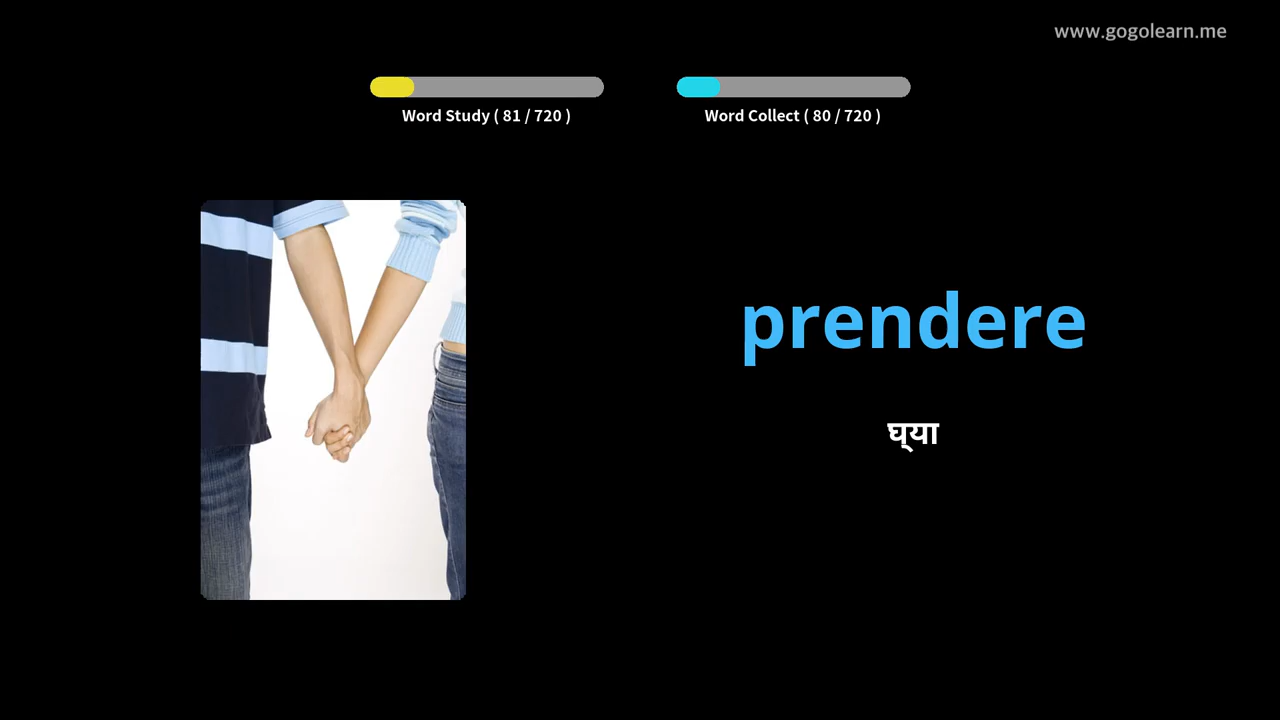 www.gogolearn.me
Word Study ( 81 / 720 )
Word Collect ( 80 / 720 )
prendere
घ्या